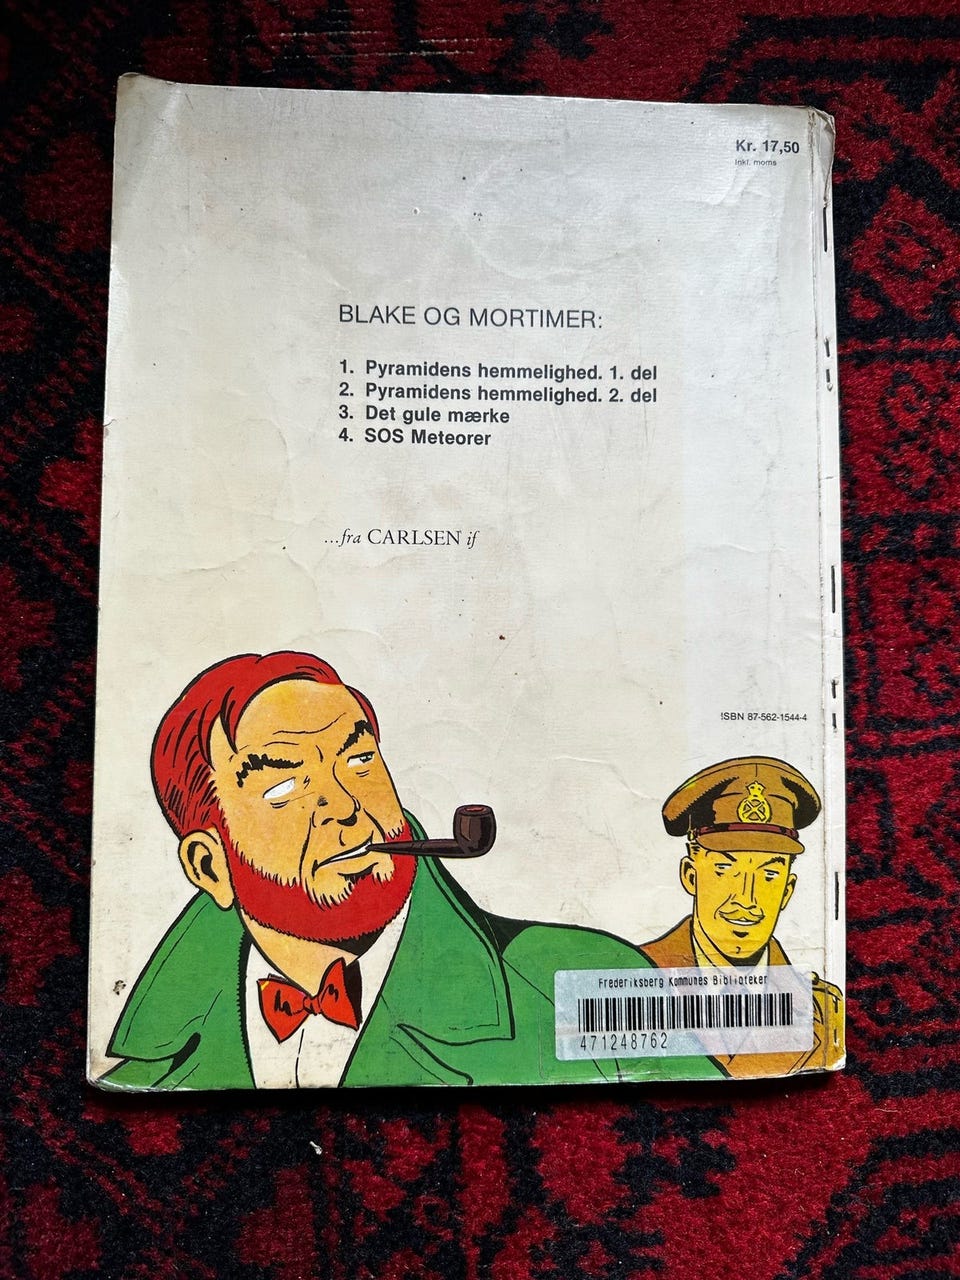 Kr. 17,50
Inkl. moms
BLAKE OG MORTIMER:
1. Pyramidens hemmelighed. 1. del
2. Pyramidens hemmelighed. 2. del
3. Det gule mærke
4. SOS Meteorer
...fra CARLSEN if
ISBN 87-562-1544-4
Frederiksberg Kommunes Biblioteker
471248762